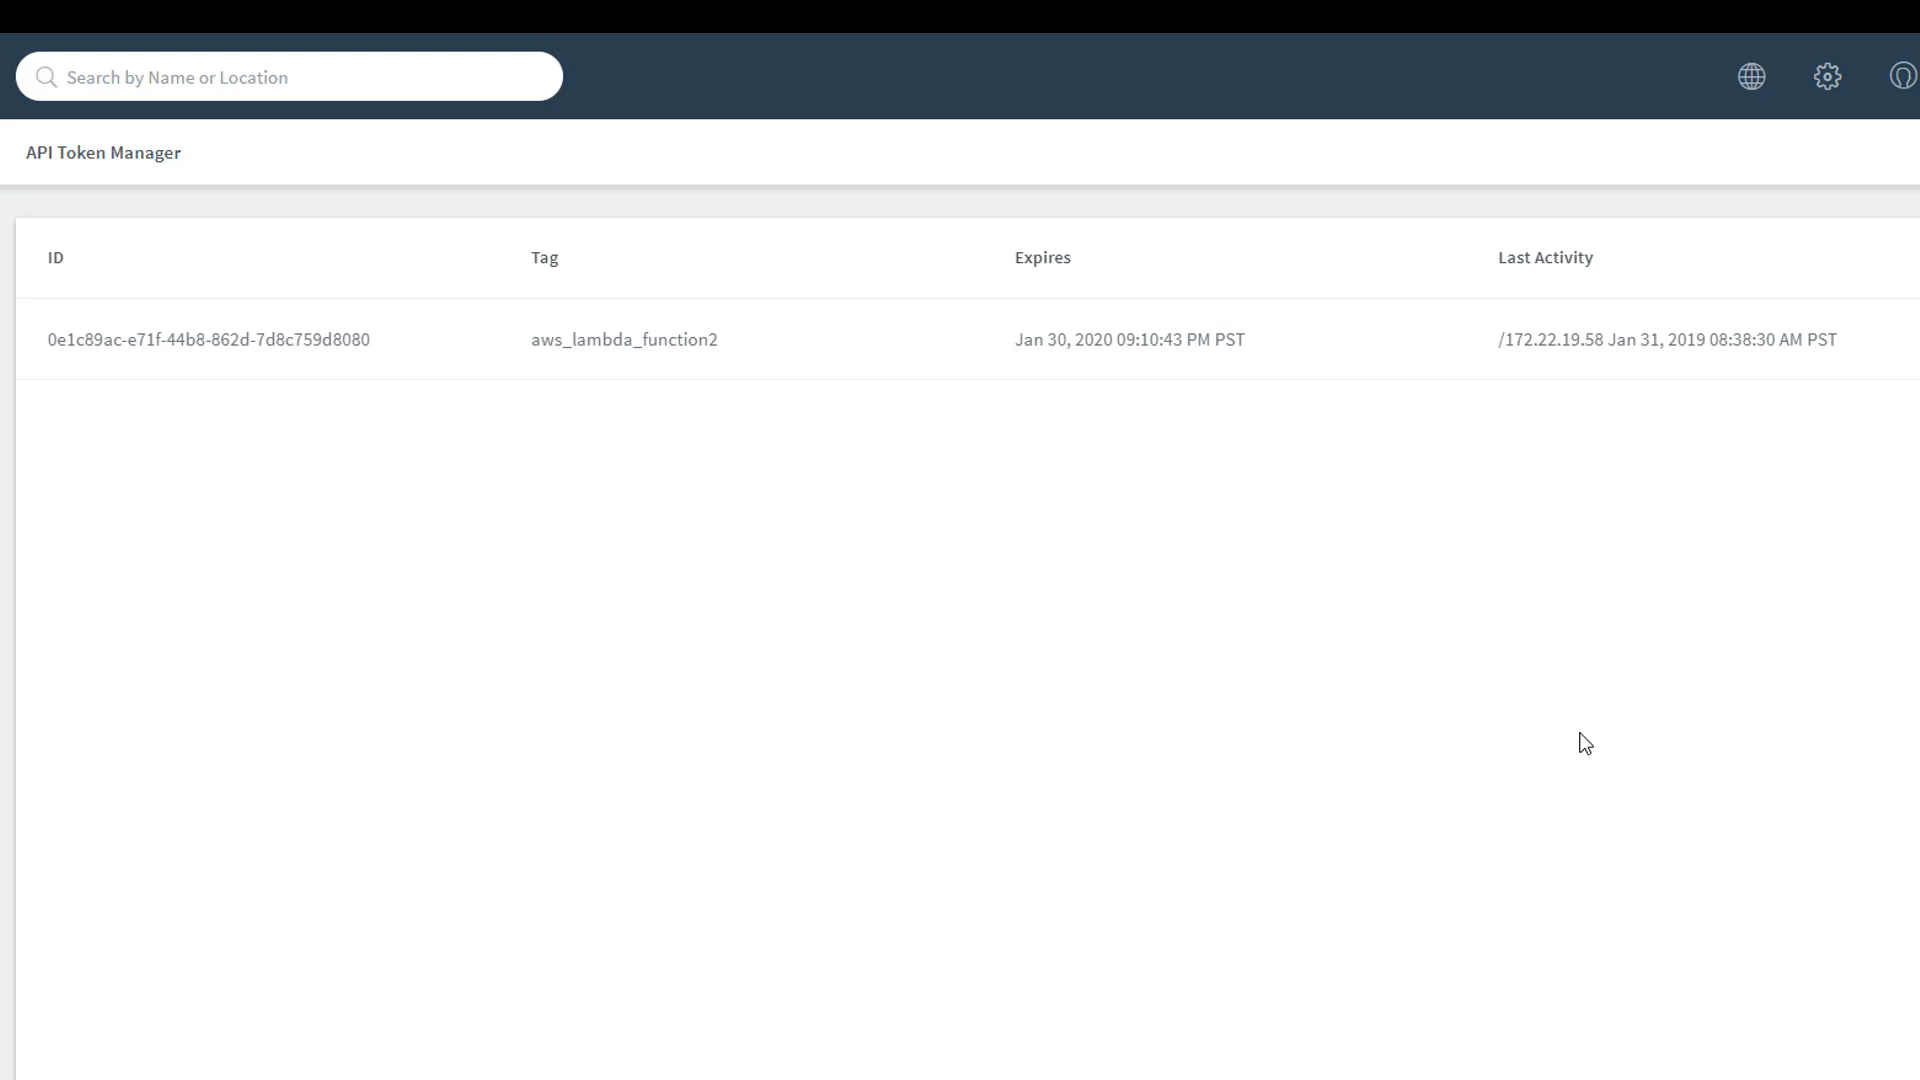 Search by Name or Location
API Token Manager
ID Tag Expires Last Activity
0e1c89ac-e71f-44b8-862d-7d8c759d8080 aws_lambda_function2 Jan 30, 2020 09:10:43 PM PST /172.22.19.58 Jan 31, 2019 08:38:30 AM PST